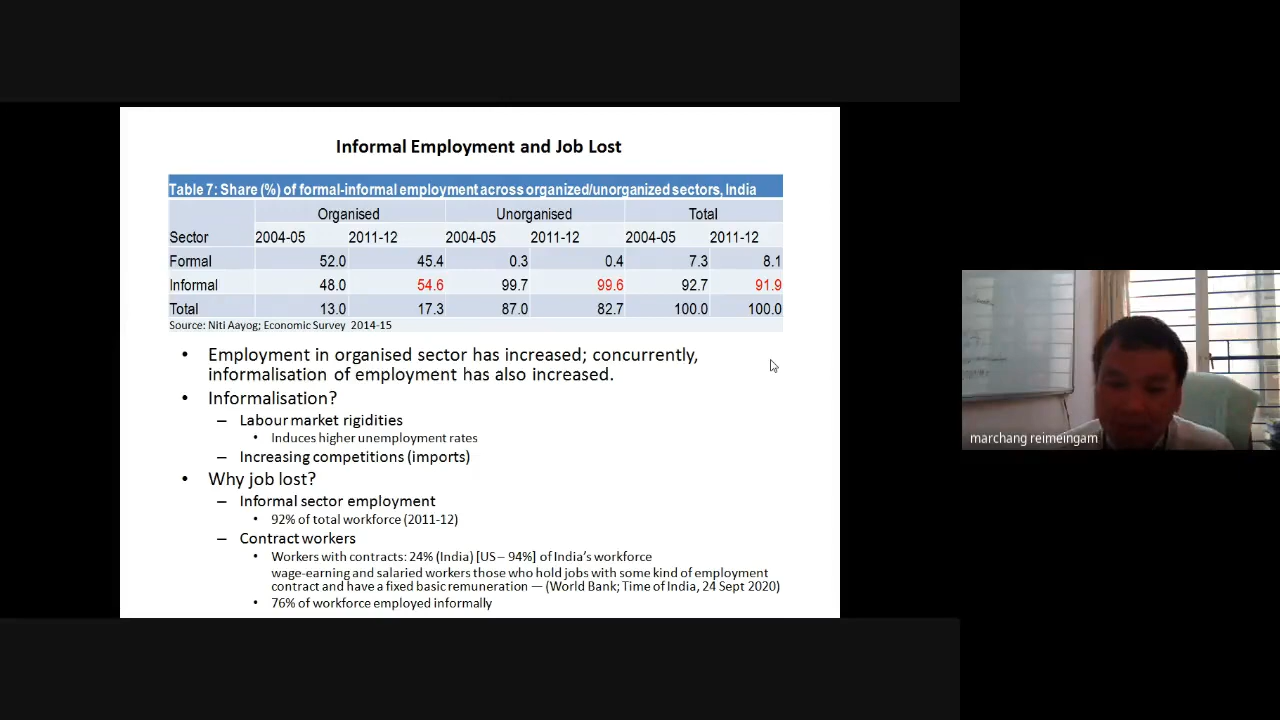 Informal Employment and Job Lost
Table 7: Share (%) of formal-informal employment across organized/unorganized sectors, India
Organised Unorganised Total
Sector 2004-05 2011-12 2004-05 2011-12 2004-05 2011-12
Formal 52.0 45.4 0.3 0.4 7.3 8.1
Informal 48.0 54.6 99.7 99.6 92.7 91.9
Total 13.0 17.3 87.0 82.7 100.0 100.0
Source: Niti Aayog; Economic Survey 2014-15
• Employment in organised sector has increased; concurrently,
informalisation of employment has also increased.
• Informalisation?
– Labour market rigidities
• Induces higher unemployment rates
– Increasing competitions (imports)
• Why job lost?
– Informal sector employment
• 92% of total workforce (2011-12)
– Contract workers
• Workers with contracts: 24% (India) [US – 94%] of India's workforce
wage-earning and salaried workers those who hold jobs with some kind of employment
contract and have a fixed basic remuneration — (World Bank; Time of India, 24 Sept 2020)
• 76% of workforce employed informally
marchang reimeingam